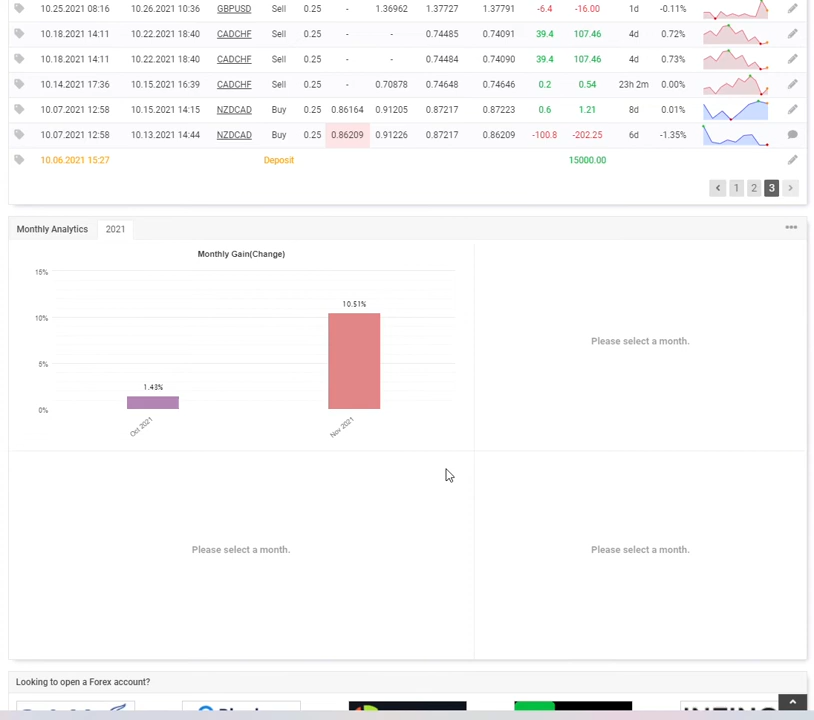 10.25.2021 08:16 10.26.2021 10:36 GBPUSD Sell 0.25 - 1.36962 1.37727 1.37791 -6.4 -16.00 1d -0.11%
10.18.2021 14:11 10.22.2021 18:40 CADCHF Sell 0.25 - - 0.74485 0.74091 39.4 107.46 4d 0.72%
10.18.2021 14:11 10.22.2021 18:40 CADCHF Sell 0.25 - - 0.74484 0.74090 39.4 107.46 4d 0.73%
10.14.2021 17:36 10.15.2021 16:39 CADCHF Sell 0.25 - 0.70878 0.74648 0.74646 0.2 0.54 23h 2m 0.00%
10.07.2021 12:58 10.15.2021 14:15 NZDCAD Buy 0.25 0.86164 0.91205 0.87217 0.87223 0.6 1.21 8d 0.01%
10.07.2021 12:58 10.13.2021 14:44 NZDCAD Buy 0.25 0.86209 0.91226 0.87217 0.86209 -100.8 -202.25 6d -1.35%
10.06.2021 15:27 Deposit 15000.00
1 2 3
Monthly Analytics 2021
Monthly Gain(Change)
15%
10.51%
10%
5%
1.43%
0%
Oct 2021 Nov 2021
Please select a month.
Please select a month. Please select a month.
Looking to open a Forex account?